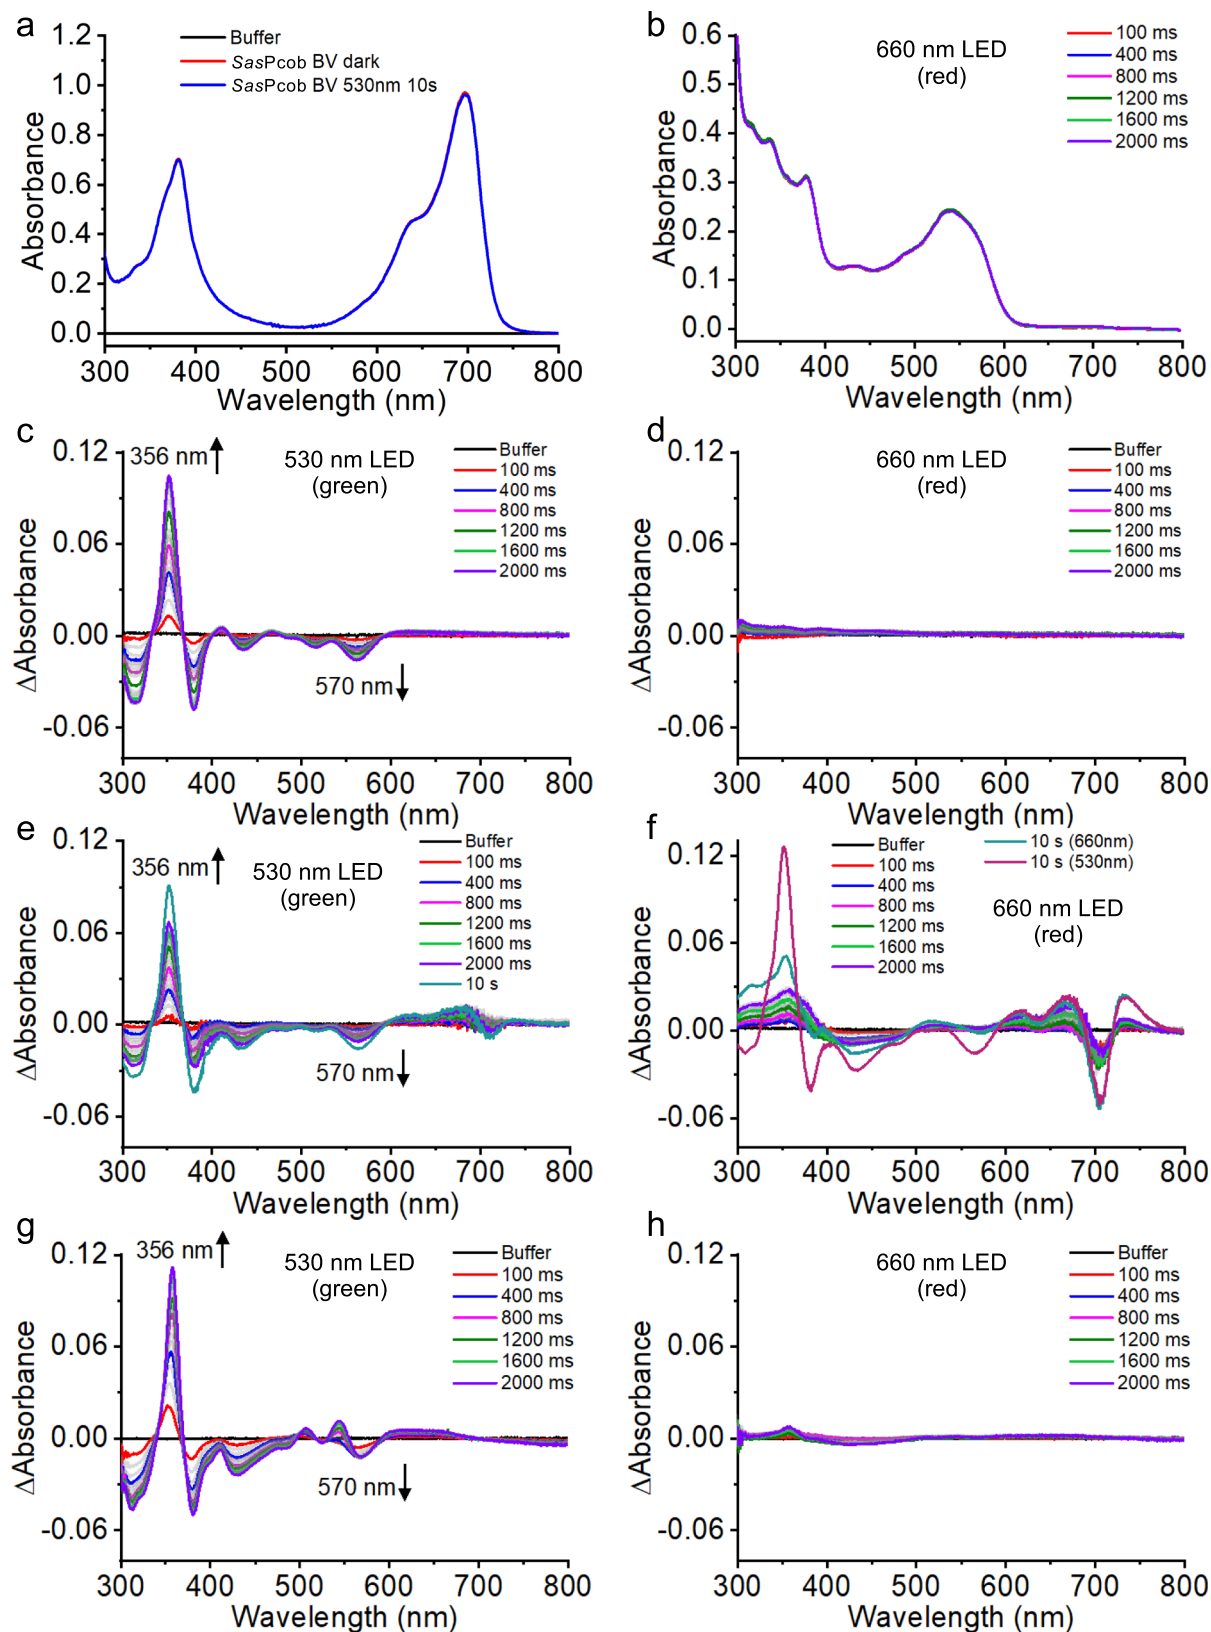 a
1.2
1.0
0.8
0.6
0.4
0.2
0.0
Absorbance
Buffer
SasPcob BV dark
SasPcob BV 530nm 10s
300 400 500 600 700 800
Wavelength (nm)
b
0.6
0.5
0.4
0.3
0.2
0.1
0.0
Absorbance
660 nm LED
(red)
100 ms
400 ms
800 ms
1200 ms
1600 ms
2000 ms
300 400 500 600 700 800
Wavelength (nm)
c
0.12
0.06
0.00
-0.06
ΔAbsorbance
356 nm
530 nm LED
(green)
Buffer
100 ms
400 ms
800 ms
1200 ms
1600 ms
2000 ms
570 nm
300 400 500 600 700 800
Wavelength (nm)
d
0.12
0.06
0.00
-0.06
ΔAbsorbance
660 nm LED
(red)
Buffer
100 ms
400 ms
800 ms
1200 ms
1600 ms
2000 ms
300 400 500 600 700 800
Wavelength (nm)
e
0.12
0.06
0.00
-0.06
ΔAbsorbance
356 nm
530 nm LED
(green)
Buffer
100 ms
400 ms
800 ms
1200 ms
1600 ms
2000 ms
10 s
570 nm
300 400 500 600 700 800
Wavelength (nm)
f
0.12
0.06
0.00
-0.06
ΔAbsorbance
Buffer
100 ms
400 ms
800 ms
1200 ms
1600 ms
2000 ms
10 s (660nm)
10 s (530nm)
660 nm LED
(red)
300 400 500 600 700 800
Wavelength (nm)
g
0.12
0.06
0.00
-0.06
ΔAbsorbance
356 nm
530 nm LED
(green)
Buffer
100 ms
400 ms
800 ms
1200 ms
1600 ms
2000 ms
570 nm
300 400 500 600 700 800
Wavelength (nm)
h
0.12
0.06
0.00
-0.06
ΔAbsorbance
660 nm LED
(red)
Buffer
100 ms
400 ms
800 ms
1200 ms
1600 ms
2000 ms
300 400 500 600 700 800
Wavelength (nm)